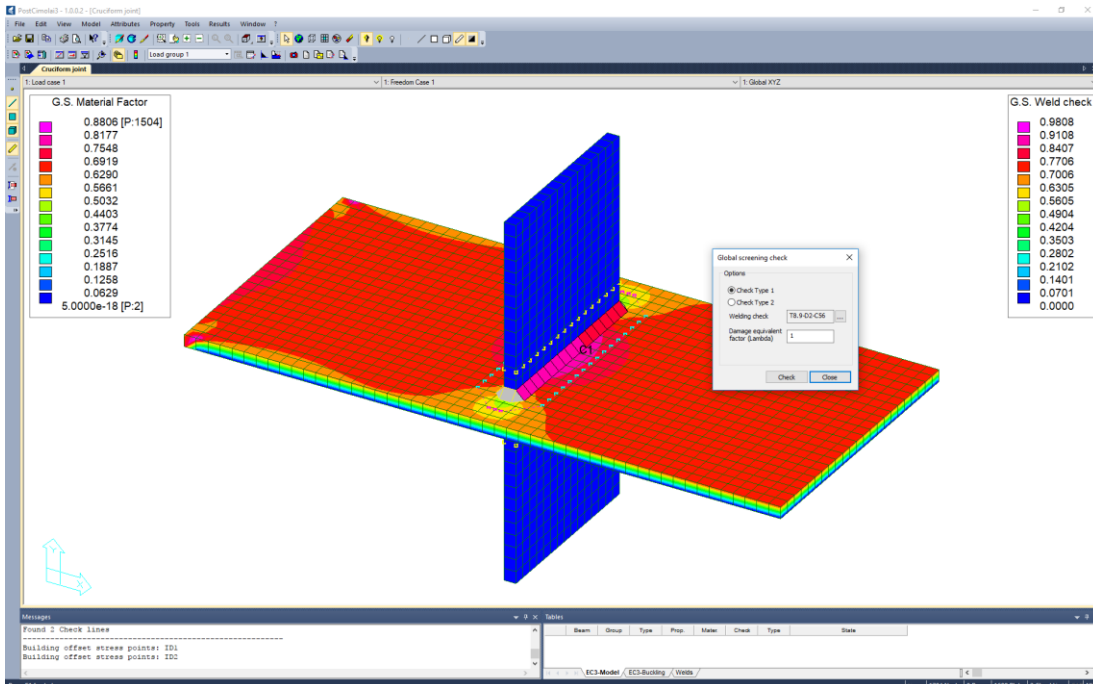 PostCimolai3 - 1.0.0.2 - [Cruciform joint]
File Edit View Model Attributes Property Tools Results Window ?
Load group 1
Cruciform joint
1: Load case 1
1: Freedom Case 1
1: Global XYZ
G.S. Material Factor
0.8806 [P:1504]
0.8177
0.7548
0.6919
0.6290
0.5661
0.5032
0.4403
0.3774
0.3145
0.2516
0.1887
0.1258
0.0629
5.0000e-18 [P:2]
G.S. Weld check
0.9808
0.9108
0.8407
0.7706
0.7006
0.6305
0.5605
0.4904
0.4204
0.3503
0.2802
0.2102
0.1401
0.0701
0.0000
C1
Global screening check
Options
Check Type 1
Check Type 2
Welding check T8.9-D2-C56 ...
Damage equivalent
factor (Lambda) 1
Check Close
Y
X
Messages
Found 2 Check lines
Building offset stress points: ID1
Building offset stress points: ID2
Tables
Beam Group Type Prop. Mater. Check Type State
EC3-Model EC3-Buckling Welds